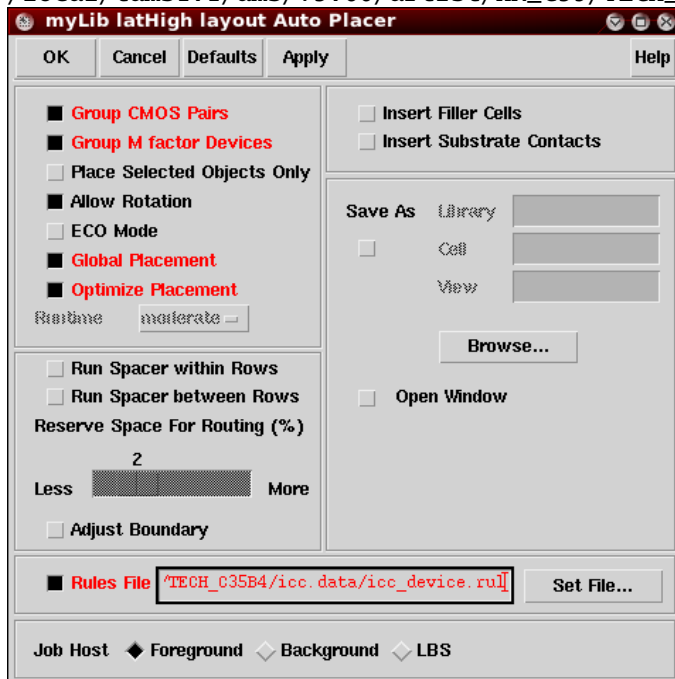 myLib latHigh layout Auto Placer
OK Cancel Defaults Apply Help
Group CMOS Pairs
Group M factor Devices
Place Selected Objects Only
Allow Rotation
ECO Mode
Global Placement
Optimize Placement
Runtime moderate
Insert Filler Cells
Insert Substrate Contacts
Save As Library
Cell
View
Browse...
Open Window
Run Spacer within Rows
Run Spacer between Rows
Reserve Space For Routing (%)
2
Less More
Adjust Boundary
Rules File /TECH_C35B4/icc.data/icc_device.rul Set File...
Job Host Foreground Background LBS